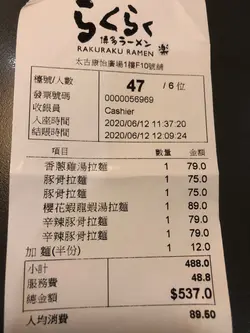 らくらく
博多ラーメン
RAKURAKU RAMEN 樂
太古康怡廣場1樓F10號舖
檯號/人數 47 /6位
發票號碼 0000056969
收銀員 Cashier
入座時間 2020/06/12 11:37:20
結賬時間 2020/06/12 12:09:24
項目 數量 金額
香蔥雞湯拉麵 1 79.0
豚骨拉麵 1 75.0
豚骨拉麵 1 75.0
櫻花蝦龍蝦湯拉麵 1 89.0
辛辣豚骨拉麵 1 79.0
辛辣豚骨拉麵 1 79.0
加麵(半份) 1 12.0
小計 488.0
服務費 48.8
總金額 $537.0
人均消費 89.50